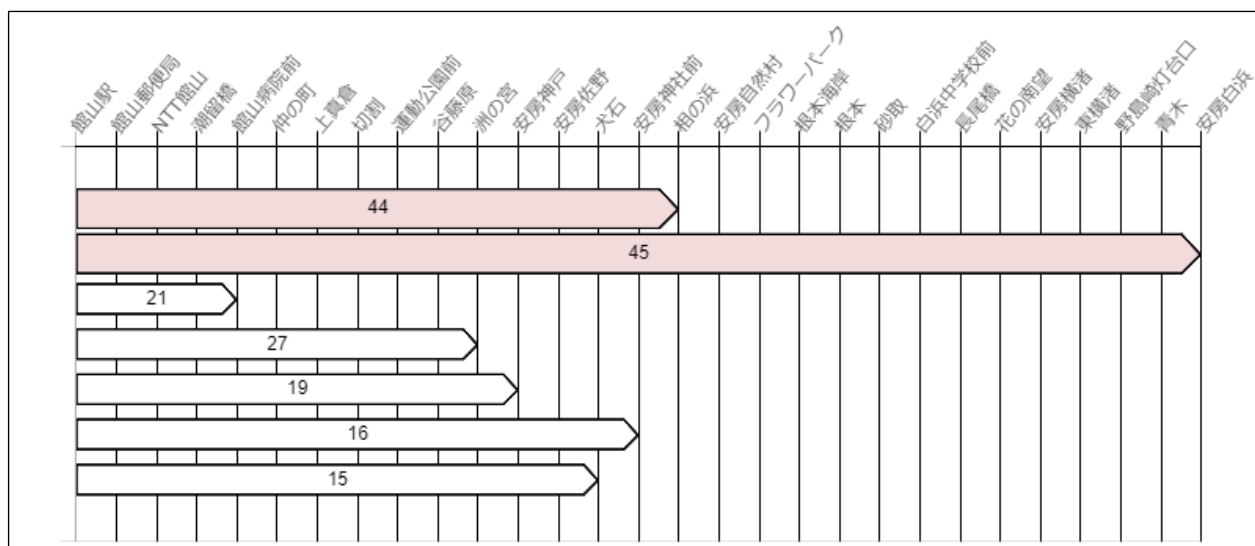 館山駅
館山郵便局
NTT館山
潮留橋
館山病院前
仲の町
上真倉
切割
運動公園前
谷藤原
洲の宮
安房神戸
安房佐野
犬石
安房神社前
相の浜
安房自然村
フラワーパーク
根本海岸
根本
砂取
白浜中学校前
長尾橋
花の南望
安房横渚
東横渚
野島崎灯台口
青木
安房白浜
44
45
21
27
19
16
15